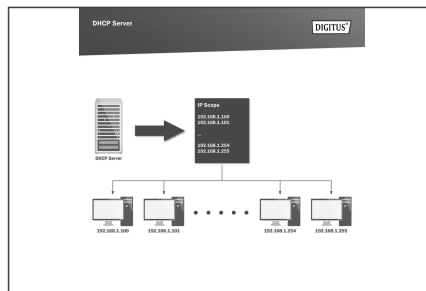 DHCP Server
DIGITUS®
IP Scope
192.168.1.100
192.168.1.101
...
192.168.1.254
192.168.1.255
DHCP Server
192.168.1.100
192.168.1.101
192.168.1.254
192.168.1.255